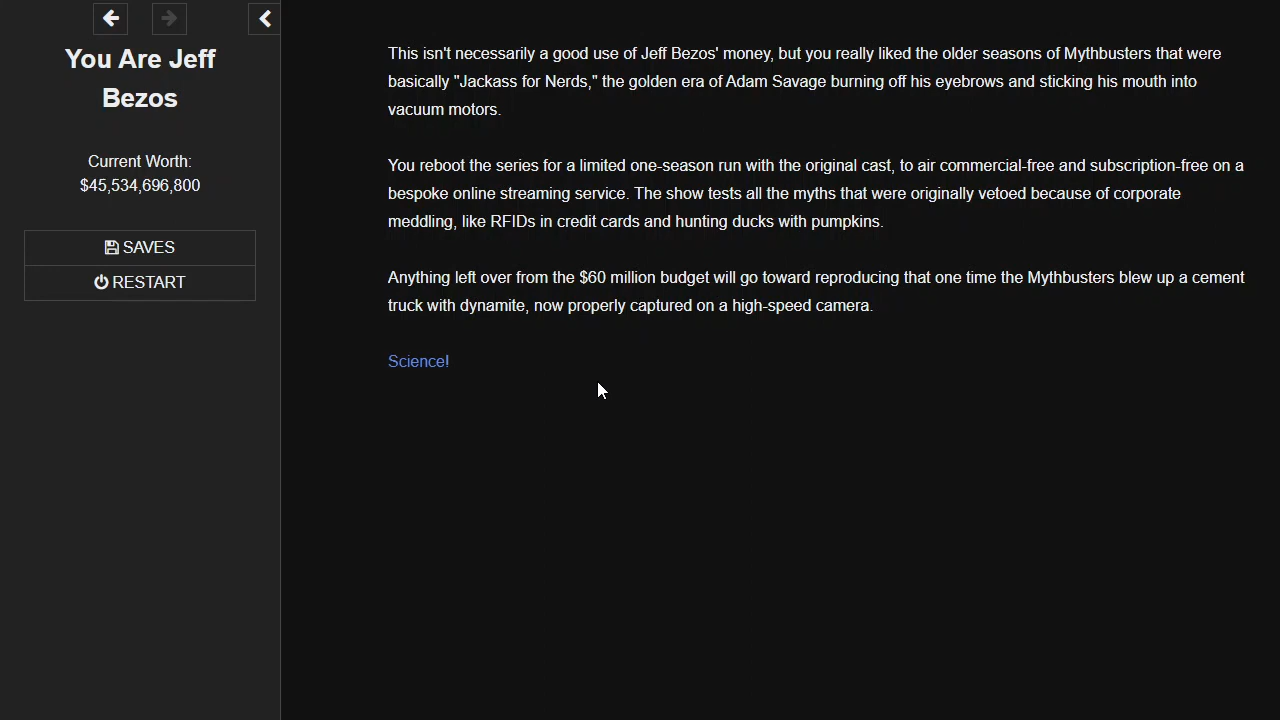 You Are Jeff
Bezos
Current Worth:
$45,534,696,800
SAVES
RESTART
This isn't necessarily a good use of Jeff Bezos' money, but you really liked the older seasons of Mythbusters that were
basically "Jackass for Nerds," the golden era of Adam Savage burning off his eyebrows and sticking his mouth into
vacuum motors.
You reboot the series for a limited one-season run with the original cast, to air commercial-free and subscription-free on a
bespoke online streaming service. The show tests all the myths that were originally vetoed because of corporate
meddling, like RFIDs in credit cards and hunting ducks with pumpkins.
Anything left over from the $60 million budget will go toward reproducing that one time the Mythbusters blew up a cement
truck with dynamite, now properly captured on a high-speed camera.
Science!